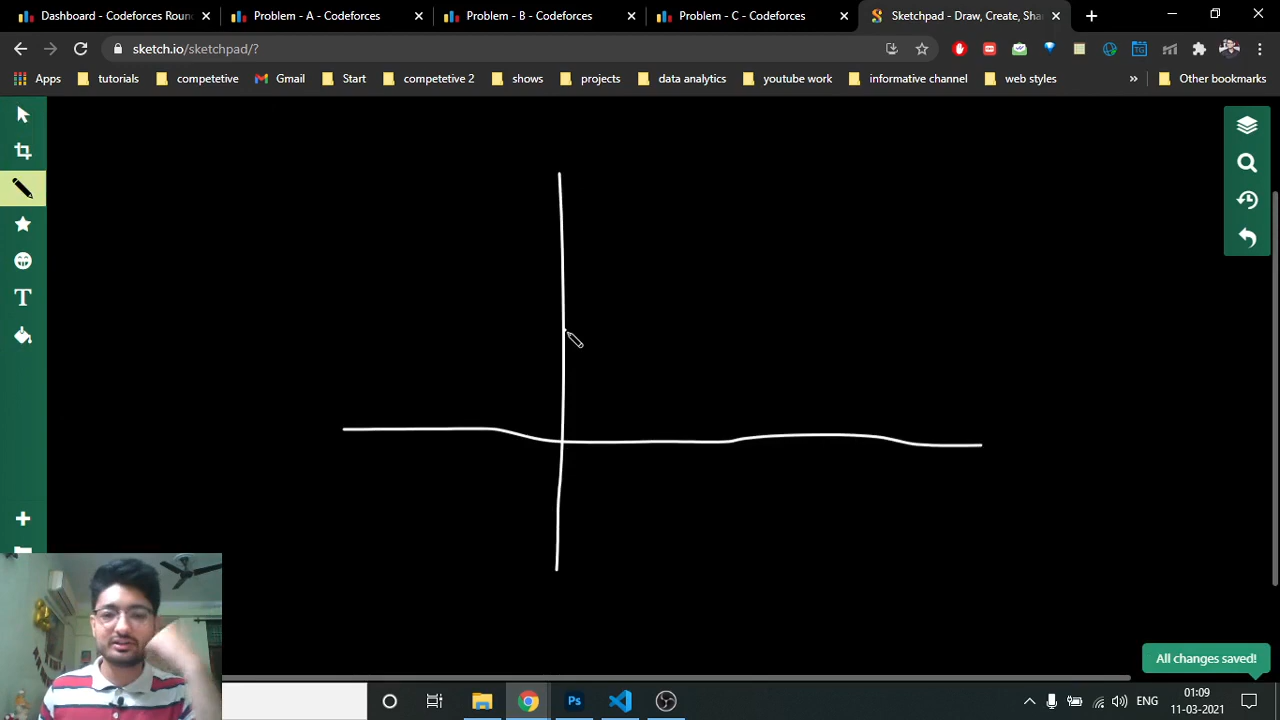 Dashboard - Codeforces Roun
Problem - A - Codeforces
Problem - B - Codeforces
Problem - C - Codeforces
Sketchpad - Draw, Create, Sha
sketch.io/sketchpad/?
Apps
tutorials
competetive
Gmail
Start
competetive 2
shows
projects
data analytics
youtube work
informative channel
web styles
»
Other bookmarks
TG
T
All changes saved!
Ps
ENG
01:09
11-03-2021